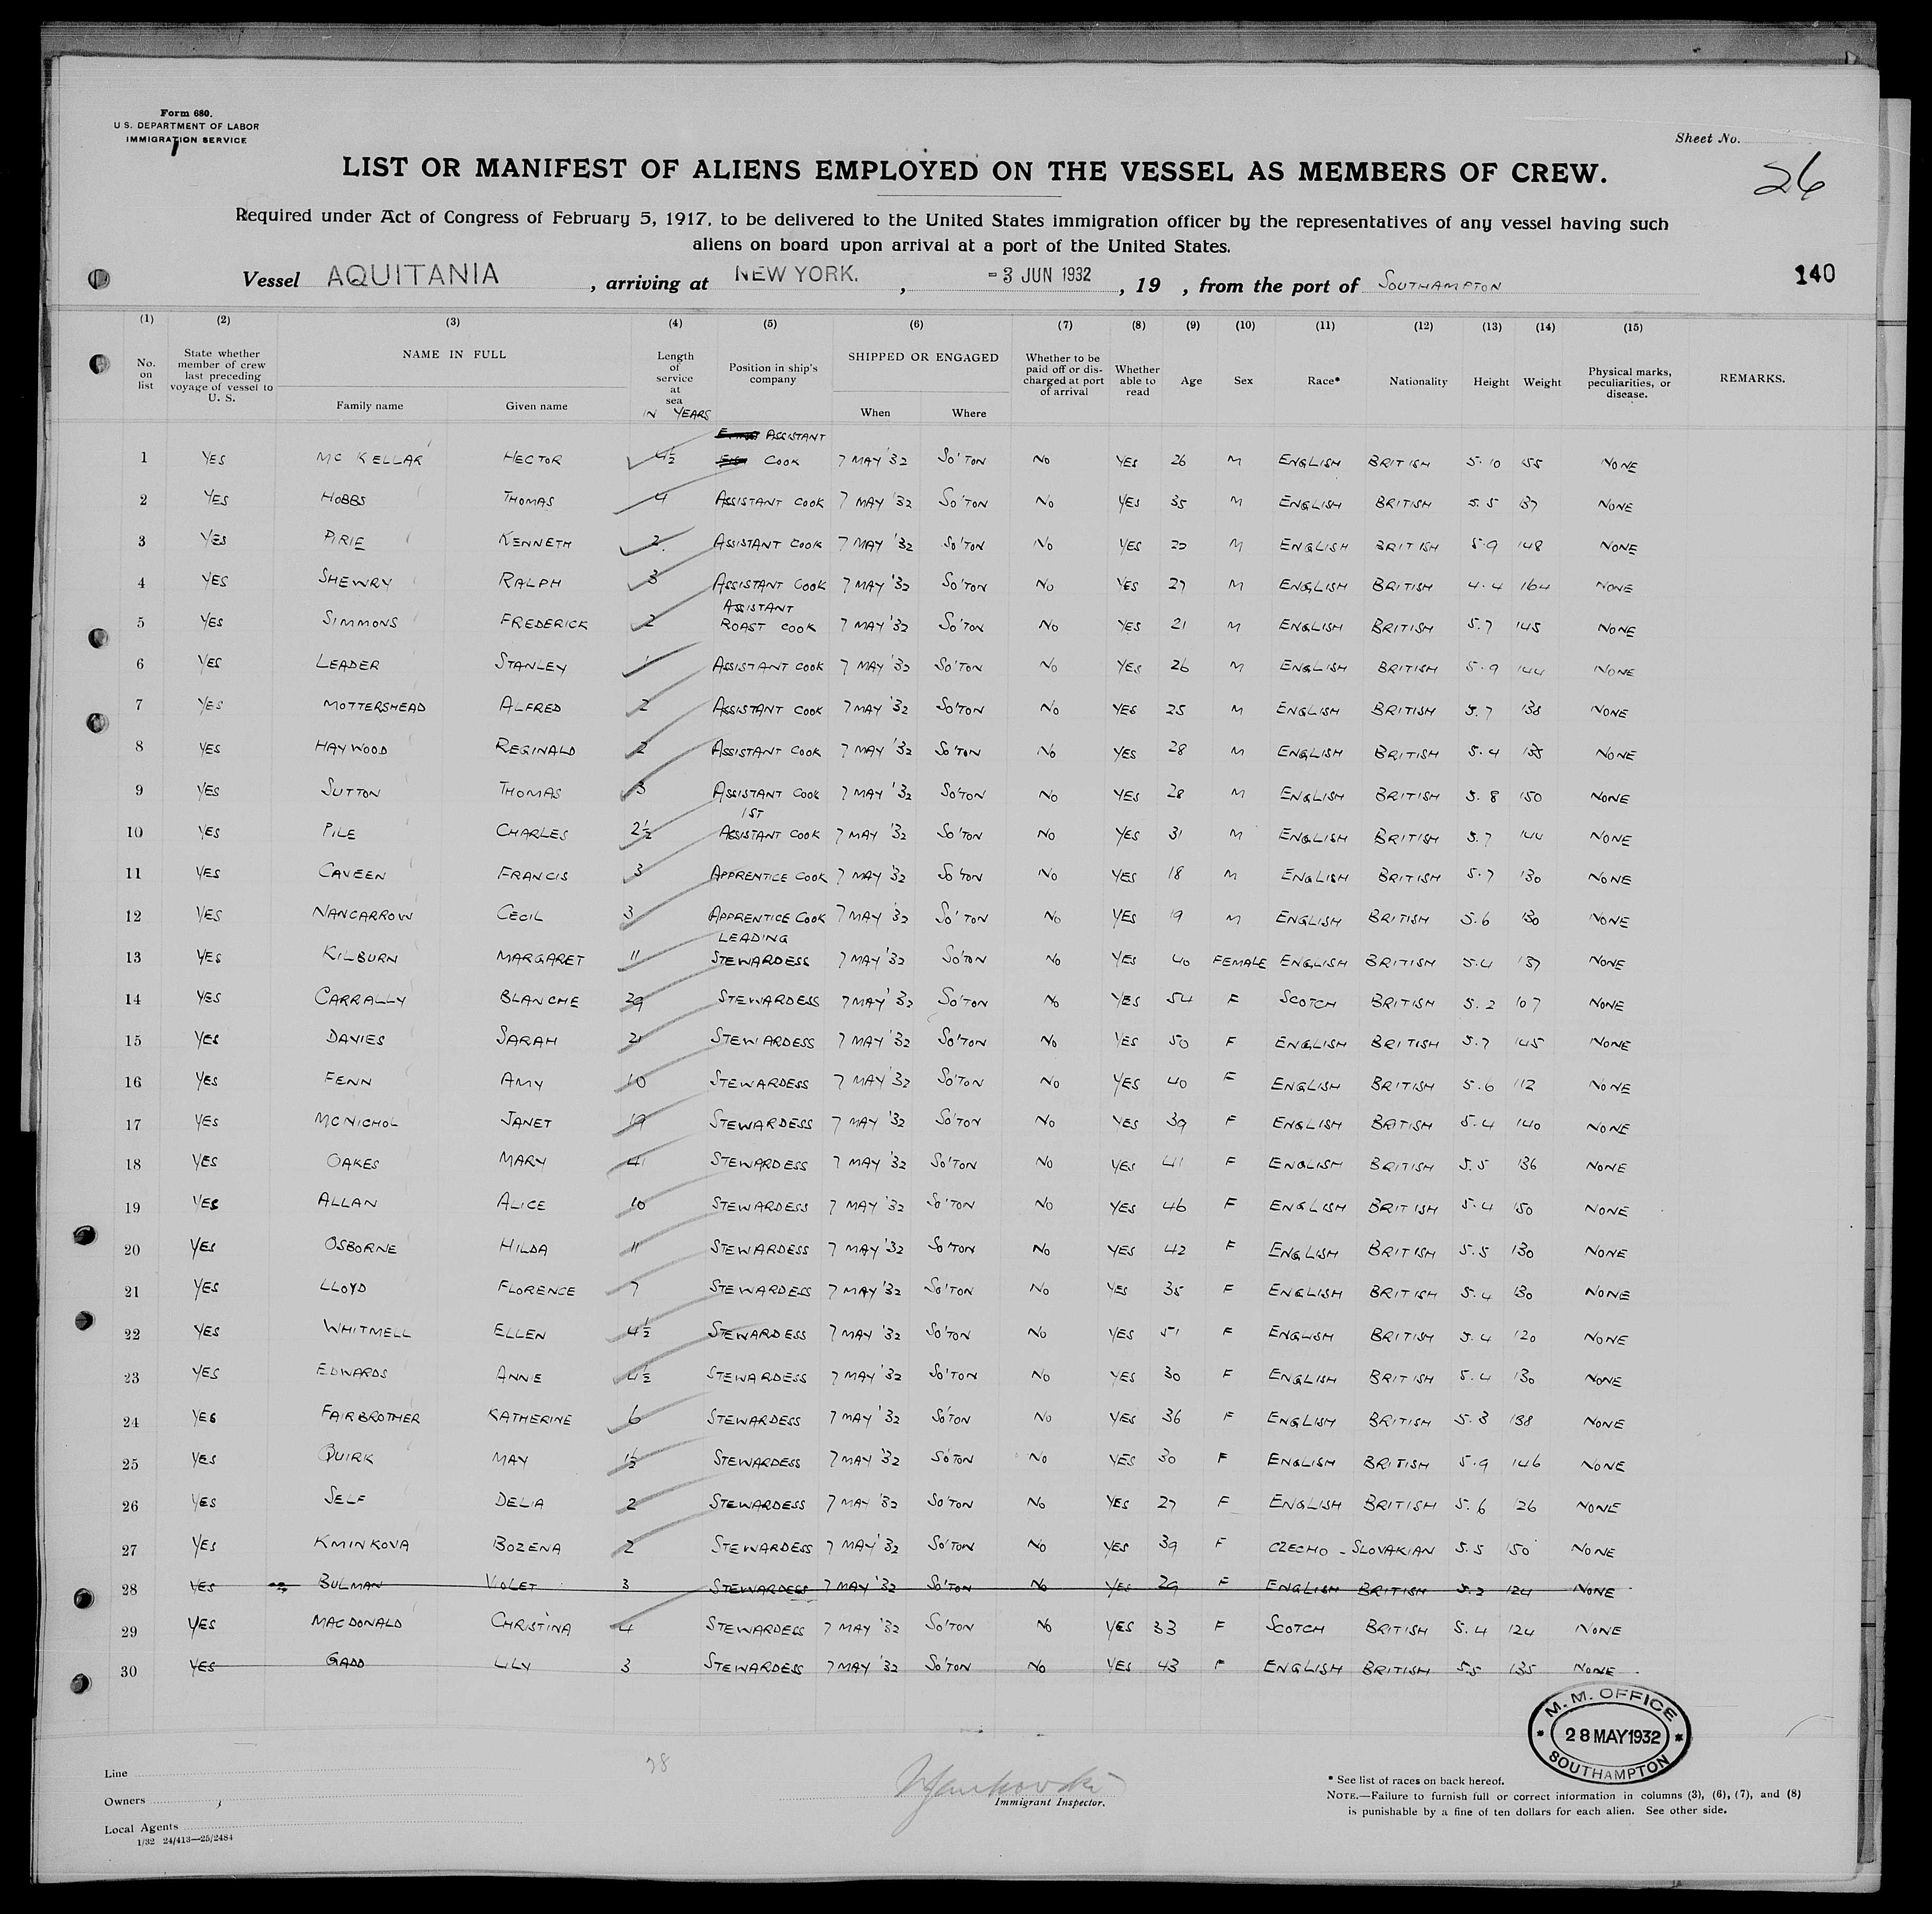 Form 680.
U.S. DEPARTMENT OF LABOR
IMMIGRATION SERVICE
Sheet No.
26
LIST OR MANIFEST OF ALIENS EMPLOYED ON THE VESSEL AS MEMBERS OF CREW.
Required under Act of Congress of February 5, 1917, to be delivered to the United States immigration officer by the representatives of any vessel having such
aliens on board upon arrival at a port of the United States.
Vessel AQUITANIA , arriving at NEW YORK. , -3 JUN 1932 , 19 , from the port of SOUTHAMPTON 140
(1) (2) (3) (4) (5) (6) (7) (8) (9) (10) (11) (12) (13) (14) (15)
No. on list State whether member of crew last preceding voyage of vessel to U. S. NAME IN FULL Family name Given name Length of service at sea IN YEARS Position in ship's company SHIPPED OR ENGAGED When Where Whether to be paid off or discharged at port of arrival Whether able to read Age Sex Race* Nationality Height Weight Physical marks, peculiarities, or disease. REMARKS.
1 YES MC KELLAR HECTOR 4½ ASSISTANT COOK 7 MAY '32 SO'TON NO YES 26 M ENGLISH BRITISH 5.10 155 NONE
2 YES HOBBS THOMAS 4 ASSISTANT COOK 7 MAY '32 SO'TON NO YES 35 M ENGLISH BRITISH 5.5 137 NONE
3 YES PIRIE KENNETH 2 ASSISTANT COOK 7 MAY '32 SO'TON NO YES M ENGLISH BRITISH 5.9 148 NONE
4 YES SHEWRY RALPH 3 ASSISTANT COOK 7 MAY '32 SO'TON NO YES 27 M ENGLISH BRITISH 4.4 164 NONE
5 YES SIMMONS FREDERICK 2 ASSISTANT ROAST COOK 7 MAY '32 SO'TON NO YES 21 M ENGLISH BRITISH 5.7 145 NONE
6 YES LEADER STANLEY 1 ASSISTANT COOK 7 MAY '32 SO'TON NO YES 26 M ENGLISH BRITISH 5.9 144 NONE
7 YES MOTTERSHEAD ALFRED 2 ASSISTANT COOK 7 MAY '32 SO'TON NO YES 25 M ENGLISH BRITISH 5.7 138 NONE
8 YES HAYWOOD REGINALD 2 ASSISTANT COOK 7 MAY '32 SO'TON NO YES 28 M ENGLISH BRITISH 5.4 NONE
9 YES SUTTON THOMAS 3 ASSISTANT COOK 7 MAY '32 SO'TON NO YES 28 M ENGLISH BRITISH 5.8 150 NONE
10 YES PILE CHARLES 2½ 1ST ASSISTANT COOK 7 MAY '32 SO'TON NO YES 31 M ENGLISH BRITISH 5.7 144 NONE
11 YES CAVEEN FRANCIS 3 APPRENTICE COOK 7 MAY '32 SO'TON NO YES 18 M ENGLISH BRITISH 5.7 130 NONE
12 YES NANCARROW CECIL 3 APPRENTICE COOK 7 MAY '32 SO'TON NO YES 19 M ENGLISH BRITISH 5.6 130 NONE
13 YES KILBURN MARGARET 11 LEADING STEWARDESS 7 MAY '32 SO'TON NO YES 40 FEMALE ENGLISH BRITISH 5.4 137 NONE
14 YES CARRALLY BLANCHE 29 STEWARDESS 7 MAY '32 SO'TON NO YES 54 F SCOTCH BRITISH 5.2 107 NONE
15 YES DAVIES SARAH 21 STEWARDESS 7 MAY '32 SO'TON NO YES 50 F ENGLISH BRITISH 5.7 145 NONE
16 YES FENN AMY 10 STEWARDESS 7 MAY '32 SO'TON NO YES 40 F ENGLISH BRITISH 5.6 112 NONE
17 YES MCNICHOL JANET 19 STEWARDESS 7 MAY '32 SO'TON NO YES 39 F ENGLISH BRITISH 5.4 140 NONE
18 YES OAKES MARY STEWARDESS 7 MAY '32 SO'TON NO YES 41 F ENGLISH BRITISH 5.5 136 NONE
19 YES ALLAN ALICE 10 STEWARDESS 7 MAY '32 SO'TON NO YES 46 F ENGLISH BRITISH 5.4 150 NONE
20 YES OSBORNE HILDA 11 STEWARDESS 7 MAY '32 SO'TON NO YES 42 F ENGLISH BRITISH 5.5 130 NONE
21 YES LLOYD FLORENCE 7 STEWARDESS 7 MAY '32 SO'TON NO YES 35 F ENGLISH BRITISH 5.4 130 NONE
22 YES WHITMELL ELLEN 4½ STEWARDESS 7 MAY '32 SO'TON NO YES 51 F ENGLISH BRITISH 5.4 120 NONE
23 YES EDWARDS ANNIE 4½ STEWARDESS 7 MAY '32 SO'TON NO YES 30 F ENGLISH BRITISH 5.4 130 NONE
24 YES FAIRBROTHER KATHERINE 6 STEWARDESS 7 MAY '32 SO'TON NO YES 36 F ENGLISH BRITISH 5.3 138 NONE
25 YES QUIRK MAY 1½ STEWARDESS 7 MAY '32 SO'TON NO YES 30 F ENGLISH BRITISH 5.9 146 NONE
26 YES SELF DELIA 2 STEWARDESS 7 MAY '32 SO'TON NO YES 27 F ENGLISH BRITISH 5.6 126 NONE
27 YES KMINKOVA BOZENA 2 STEWARDESS 7 MAY '32 SO'TON NO YES 39 F CZECHO-SLOVAKIAN 5.5 150 NONE
28 YES BULMAN VIOLET 3 STEWARDESS 7 MAY '32 SO'TON NO YES 29 F ENGLISH BRITISH 5.2 124 NONE
29 YES MACDONALD CHRISTINA 4 STEWARDESS 7 MAY '32 SO'TON NO YES 33 F SCOTCH BRITISH 5.4 124 NONE
30 YES GADD LILY 3 STEWARDESS 7 MAY '32 SO'TON NO YES 43 F ENGLISH BRITISH 5.5 135 NONE
M. M. OFFICE
28 MAY 1932
SOUTHAMPTON
28
Line
Owners
Local Agents
1/32 24/413—25/2484
Immigrant Inspector.
* See list of races on back hereof.
NOTE.—Failure to furnish full or correct information in columns (3), (6), (7), and (8)
is punishable by a fine of ten dollars for each alien. See other side.